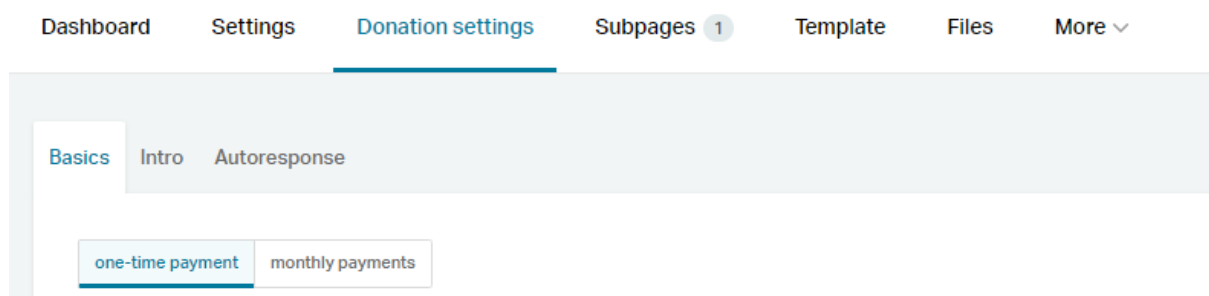 Dashboard Settings Donation settings Subpages 1 Template Files More
Basics Intro Autoresponse
one-time payment monthly payments